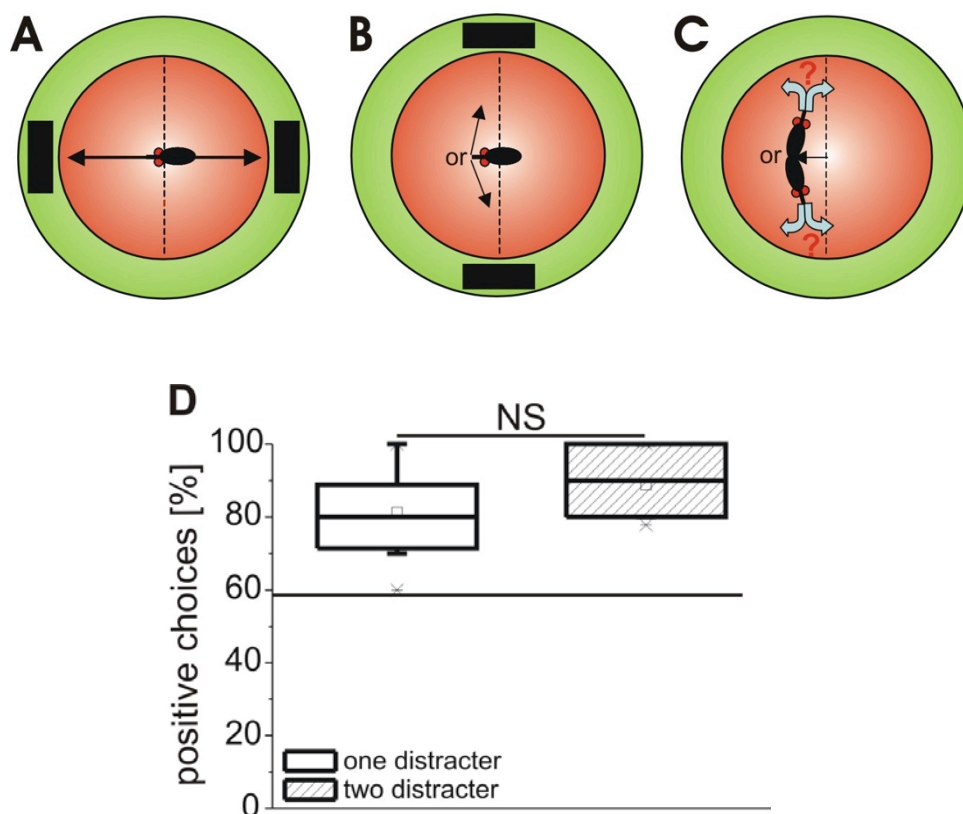 A
B
C
or
or
?
?
D
NS
positive choices [%]
100
80
60
40
20
0
one distracter
two distracter